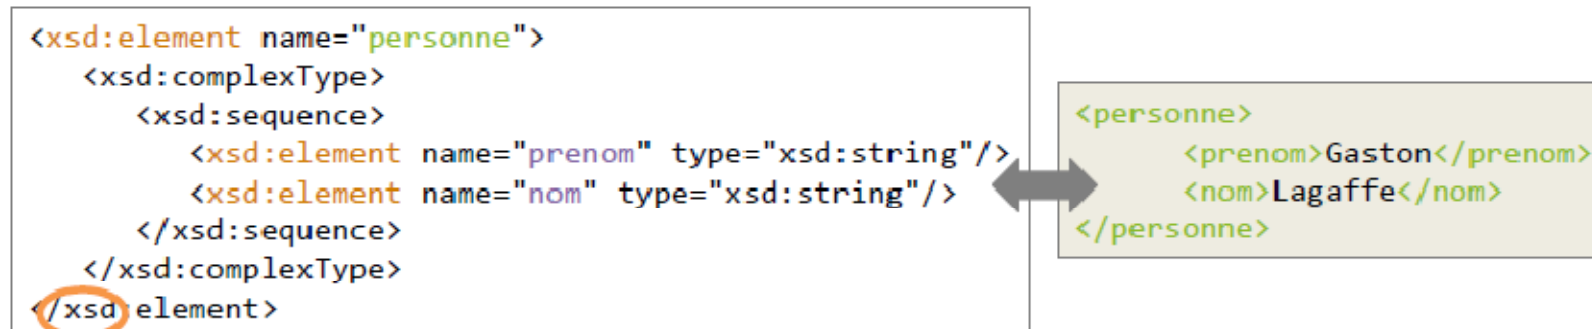 <xsd:element name="personne">
<xsd:complexType>
<xsd:sequence>
<xsd:element name="prenom" type="xsd:string"/>
<xsd:element name="nom" type="xsd:string"/>
</xsd:sequence>
</xsd:complexType>
</xsd:element>
<personne>
<prenom>Gaston</prenom>
<nom>Lagaffe</nom>
</personne>